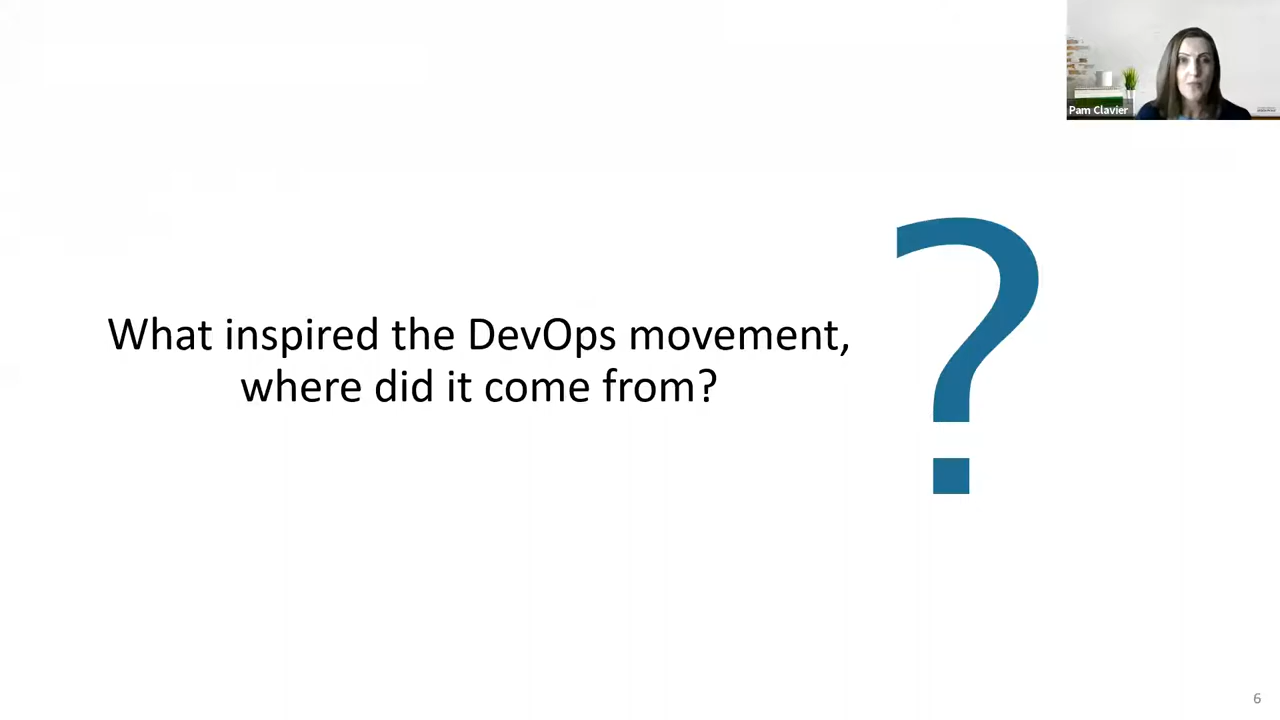 Pam Clavier
What inspired the DevOps movement,
where did it come from?
?
6